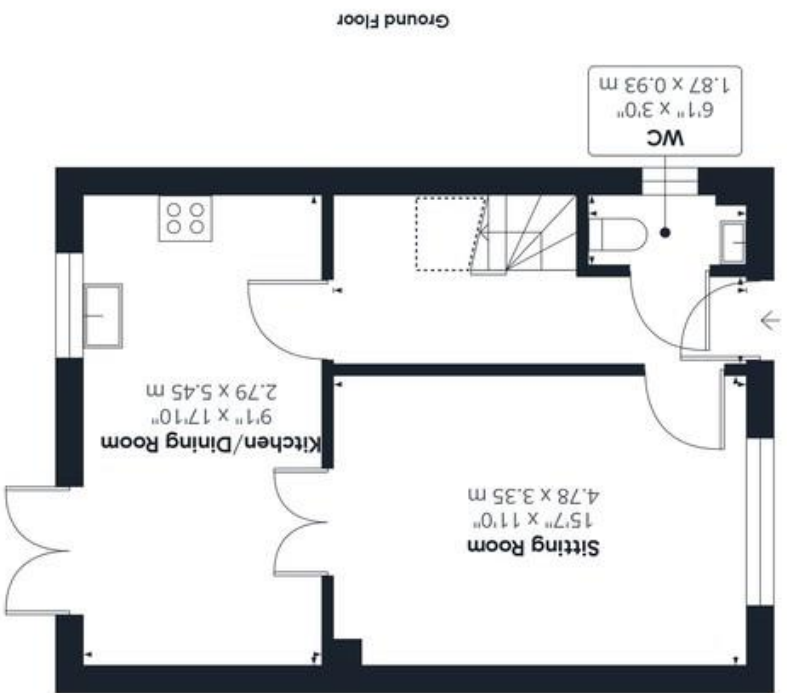 Sitting Room
15'7" x 11'0"
4.78 x 3.35 m
Kitchen/Dining Room
9'1" x 17'10"
2.79 x 5.45 m
WC
6'1" x 3'0"
1.87 x 0.93 m
Ground Floor